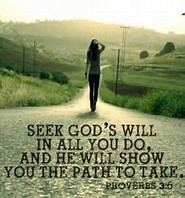 SEEK GOD'S WILL
IN ALL YOU DO,
AND HE WILL SHOW
YOU THE PATH TO TAKE.
PROVERBS 3:6